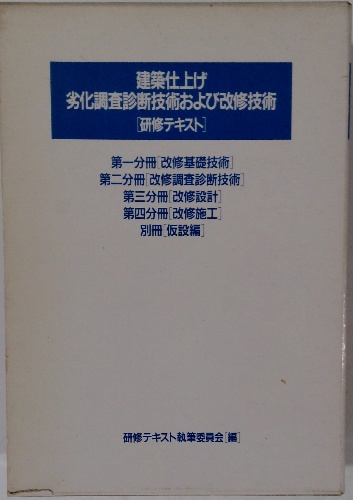 建築仕上げ
劣化調査診断技術および改修技術
[研修テキスト]
第一分冊[改修基礎技術]
第二分冊[改修調査診断技術]
第三分冊[改修設計]
第四分冊[改修施工]
別冊[仮設編]
研修テキスト執筆委員会[編]